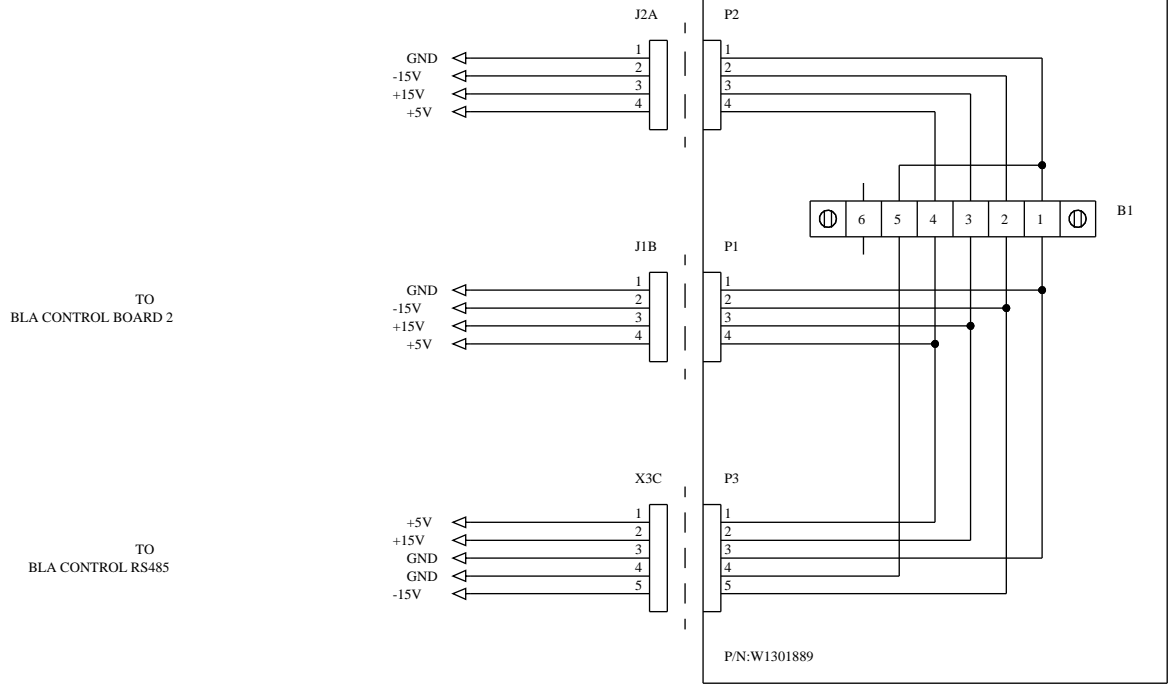 J2A
P2
GND 1 1
-15V 2 2
+15V 3 3
+5V 4 4
6 5 4 3 2 1 B1
J1B
P1
TO
BLA CONTROL BOARD 2
GND 1 1
-15V 2 2
+15V 3 3
+5V 4 4
X3C
P3
TO
BLA CONTROL RS485
+5V 1 1
+15V 2 2
GND 3 3
GND 4 4
-15V 5 5
P/N:W1301889